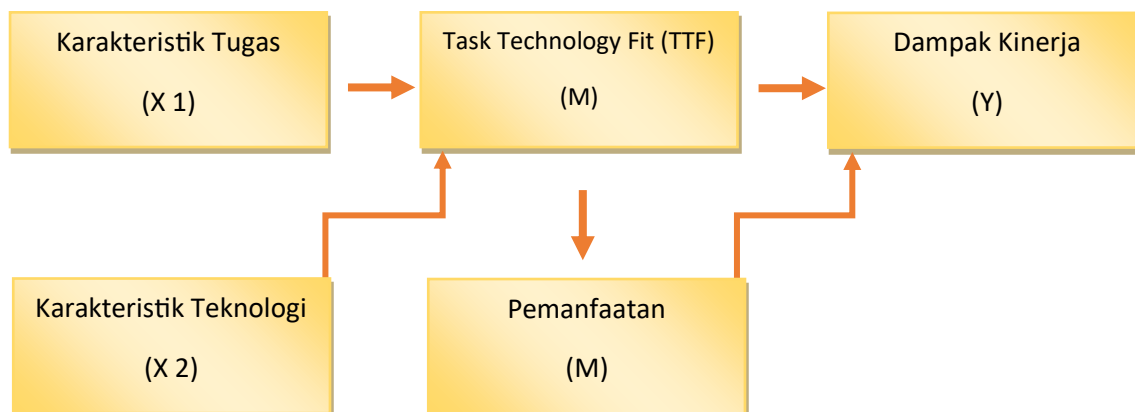 Karakteristik Tugas
(X 1)
Task Technology Fit (TTF)
(M)
Dampak Kinerja
(Y)
Karakteristik Teknologi
(X 2)
Pemanfaatan
(M)